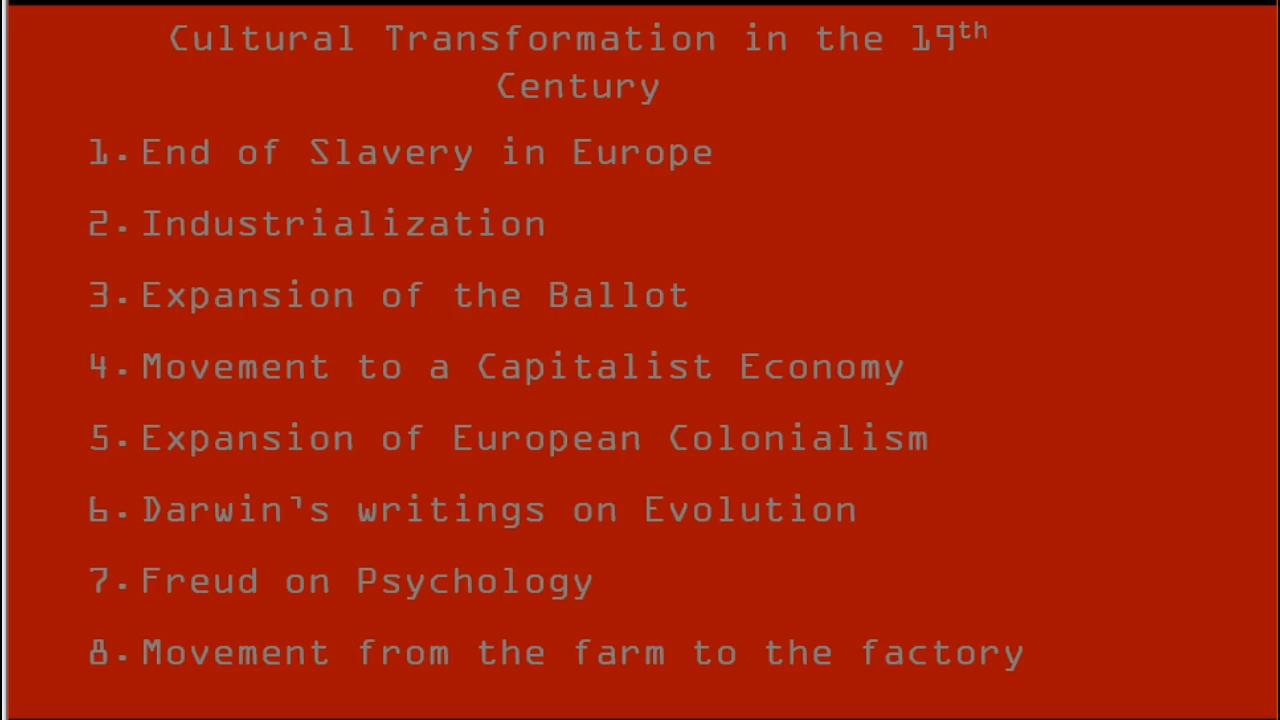 Cultural Transformation in the 19th
Century
1. End of Slavery in Europe
2. Industrialization
3. Expansion of the Ballot
4. Movement to a Capitalist Economy
5. Expansion of European Colonialism
6. Darwin's writings on Evolution
7. Freud on Psychology
8. Movement from the farm to the factory